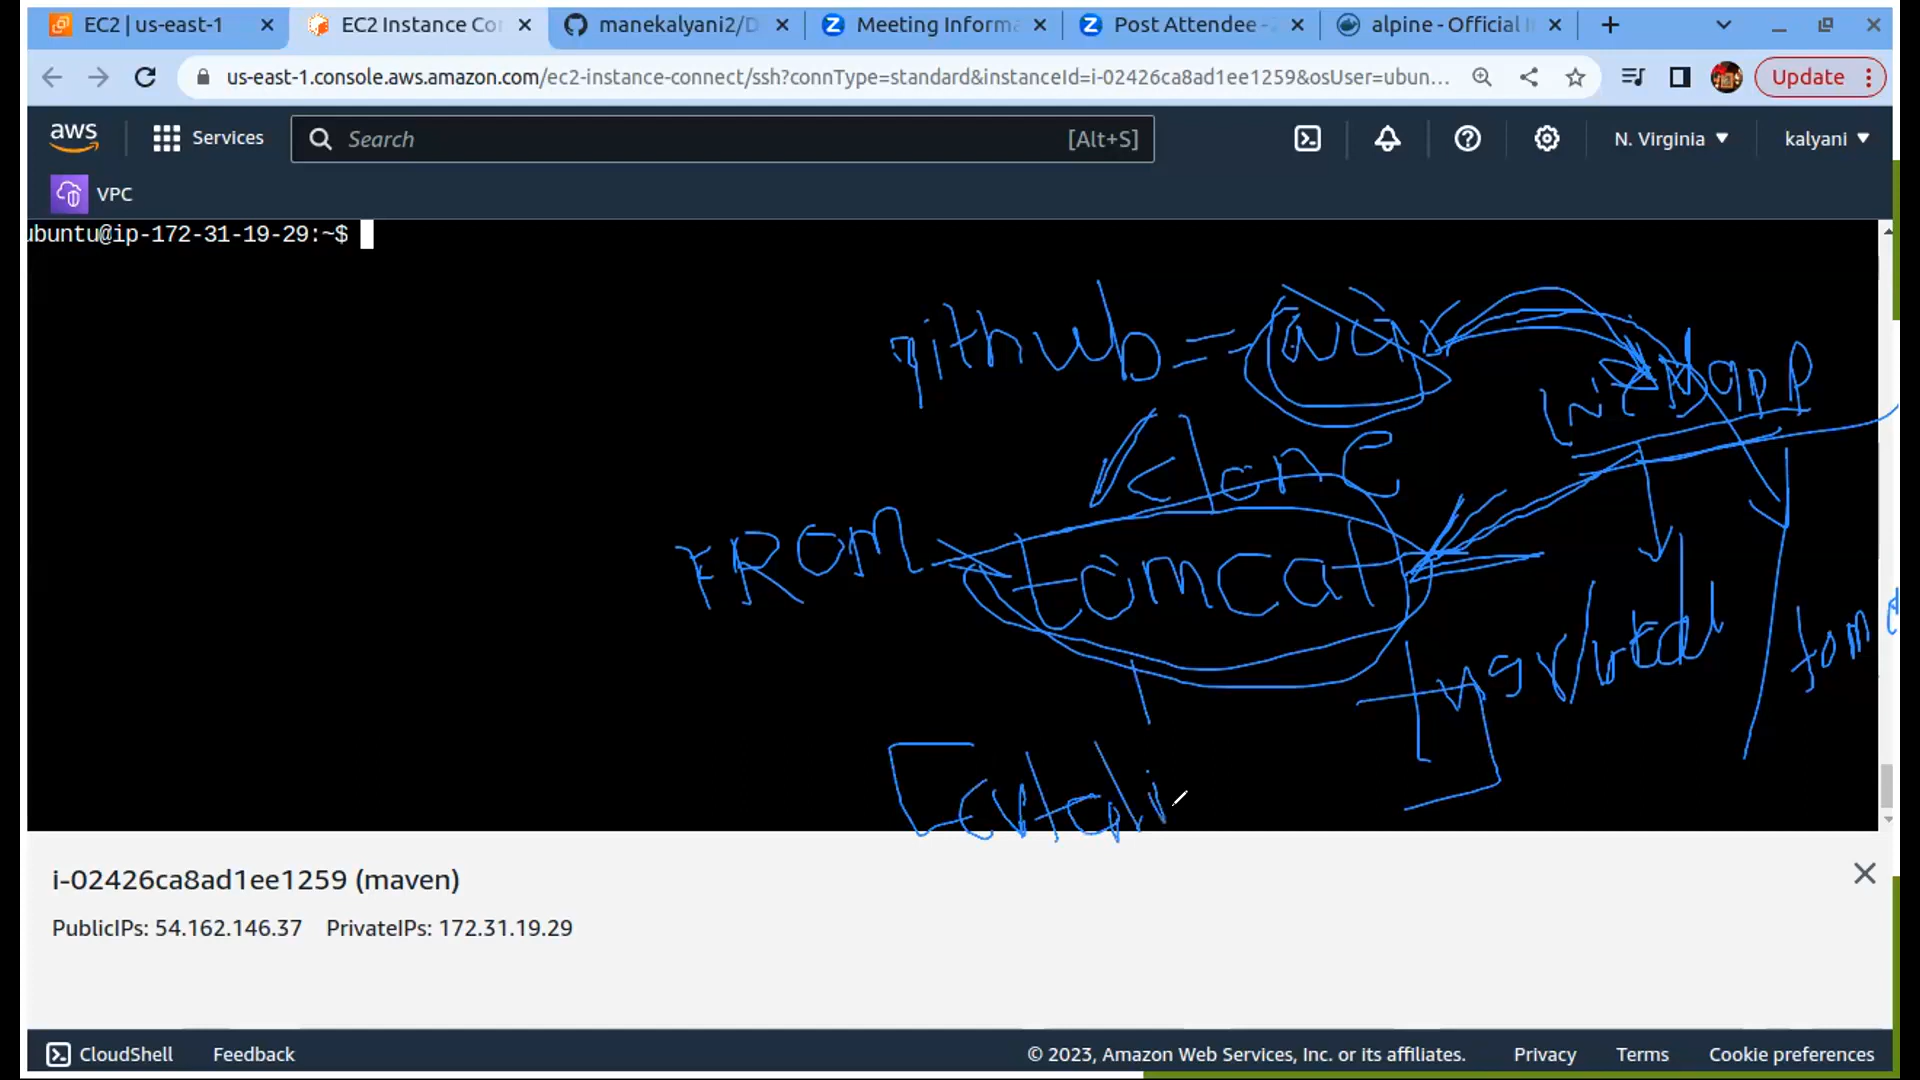 EC2 | us-east-1
EC2 Instance Co
manekalyani2/D
Meeting Informa
Post Attendee -
alpine - Official I
us-east-1.console.aws.amazon.com/ec2-instance-connect/ssh?connType=standard&instanceId=i-02426ca8ad1ee1259&osUser=ubun...
Update
aws
Services
Search
[Alt+S]
N. Virginia
kalyani
VPC
ubuntu@ip-172-31-19-29:~$
github =
webapp
clone
FROM
tomcat
tom
i-02426ca8ad1ee1259 (maven)
PublicIPs: 54.162.146.37 PrivateIPs: 172.31.19.29
CloudShell
Feedback
© 2023, Amazon Web Services, Inc. or its affiliates.
Privacy
Terms
Cookie preferences